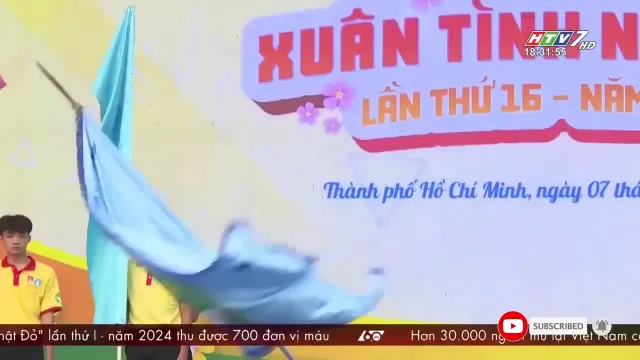 HTV7 HD
18:31:55
XUÂN TÌNH N
LẦN THỨ 16 - NĂM
Thành phố Hồ Chí Minh, ngày 07 thá
SUBSCRIBED
hật Đỏ" lần thứ I - năm 2024 thu được 700 đơn vị máu
60
Hơn 30.000 ng thụ tại Việt Nam c